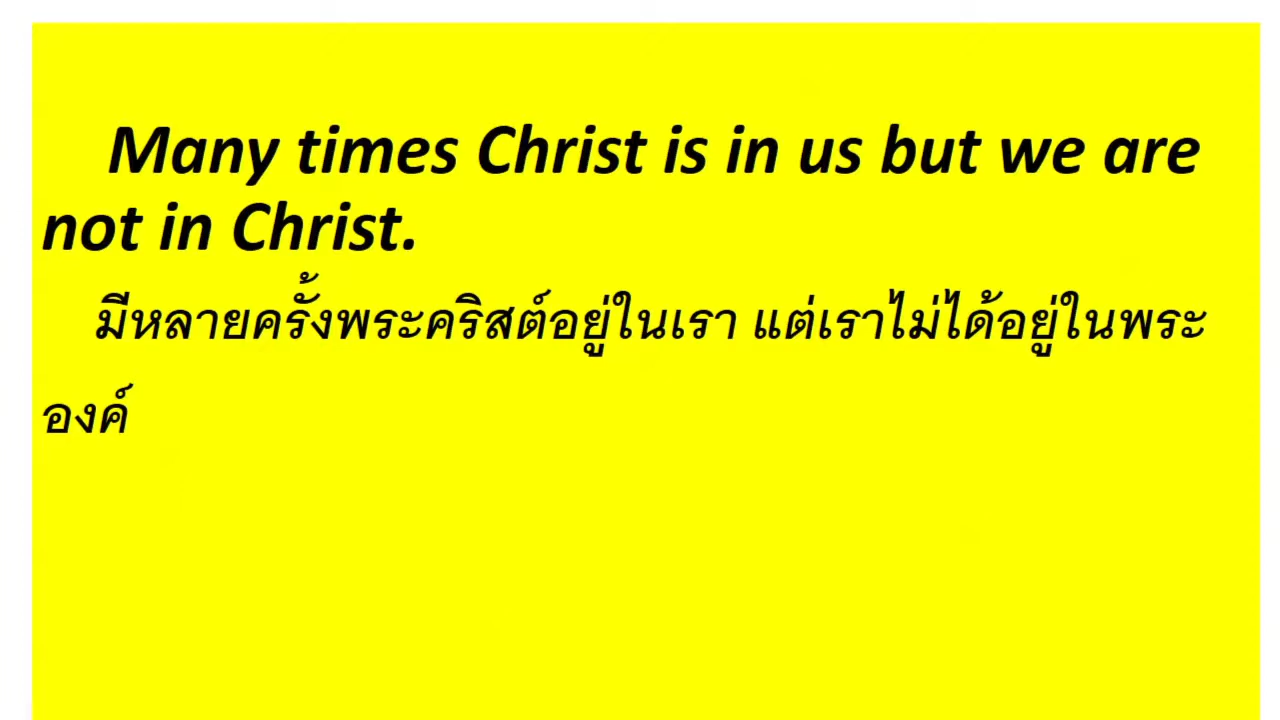 Many times Christ is in us but we are
not in Christ.
มีหลายครั้งพระคริสต์อยู่ในเรา แต่เราไม่ได้อยู่ในพระ
องค์